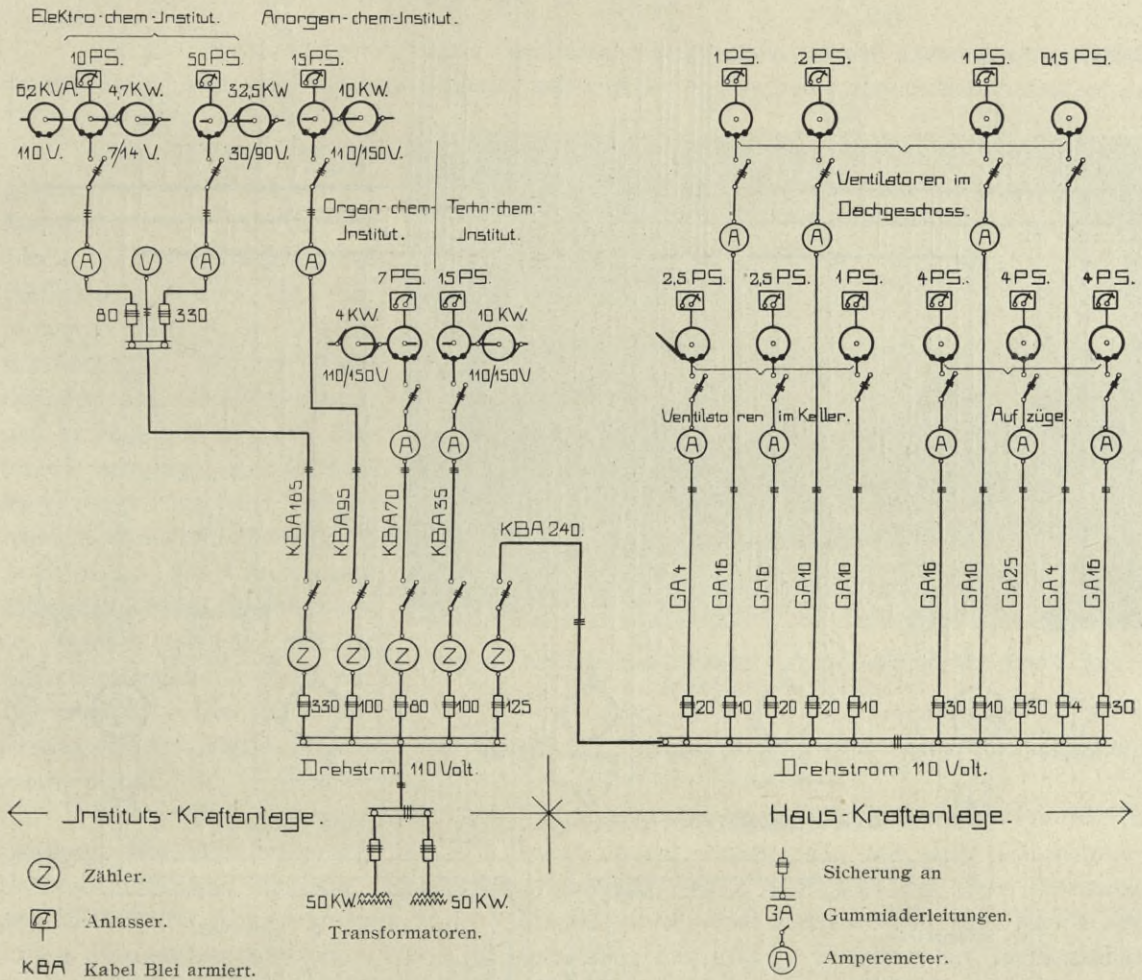 Elektro-chem-Jnstitut. Anorgan-chem-Jnstitut.
10 PS. 50 PS. 15 PS. 1 PS. 2 PS. 1 PS. 0,15 PS.
5,2 KVA. 4,7 KW. 32,5 KW 10 KW.
110 V. 7/14 V. 30/90 V. 110/150 V.
Ventilatoren im
Dachgeschoss.
Organ-chem- Techn-chem-
Jnstitut. Jnstitut.
A V A A A A A
7 PS. 15 PS. 2,5 PS. 2,5 PS. 1 PS. 4 PS. 4 PS. 4 PS.
80 330
4 KW. 10 KW.
110/150 V 110/150 V
Ventilatoren im Keller. Aufzüge.
A A A A A A A
KBA 185 KBA 95 KBA 70 KBA 35 KBA 240.
GA 4 GA 16 GA 6 GA 10 GA 10 GA 16 GA 10 GA 25 GA 4 GA 16
Z Z Z Z Z
330 100 80 100 125 20 10 20 20 10 30 10 30 4 30
Drehstrm. 110 Volt. Drehstrom 110 Volt.
Jnstituts-Kraftanlage. Haus-Kraftanlage.
50 KW. 50 KW.
Transformatoren.
Z Zähler.
Anlasser.
KBA Kabel Blei armiert.
Sicherung an
GA Gummiaderleitungen.
A Amperemeter.